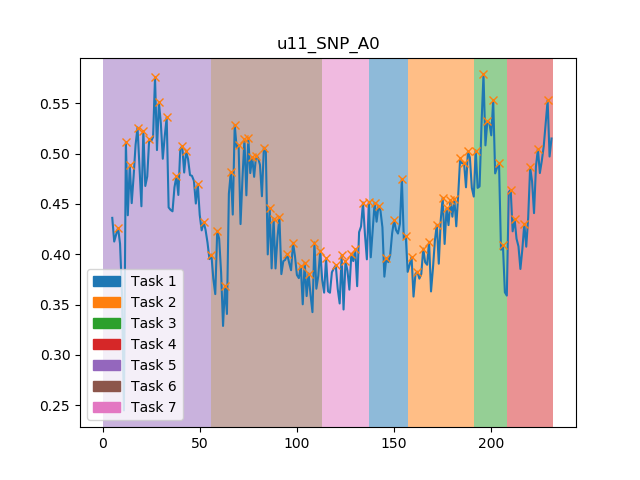 u11_SNP_A0
0.55
0.50
0.45
0.40
0.35
0.30
0.25
Task 1
Task 2
Task 3
Task 4
Task 5
Task 6
Task 7
0 50 100 150 200